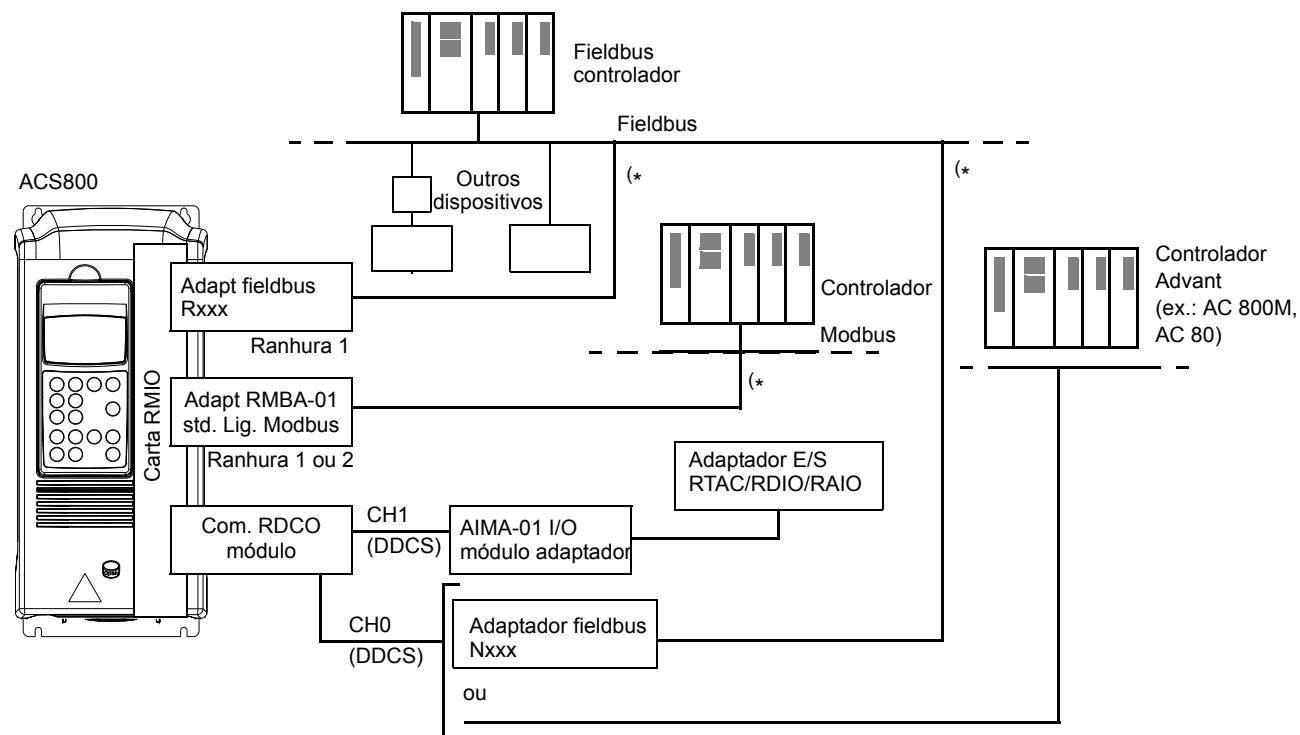 Fieldbus
controlador
Fieldbus
ACS800
Outros
dispositivos
(*
(*
Adapt fieldbus
Rxxx
Ranhura 1
Controlador
Modbus
(*
Controlador
Advant
(ex.: AC 800M,
AC 80)
Carta RMIO
Adapt RMBA-01
std. Lig. Modbus
Ranhura 1 ou 2
Adaptador E/S
RTAC/RDIO/RAIO
Com. RDCO
módulo
CH1
(DDCS)
AIMA-01 I/O
módulo adaptador
CH0
(DDCS)
Adaptador fieldbus
Nxxx
ou